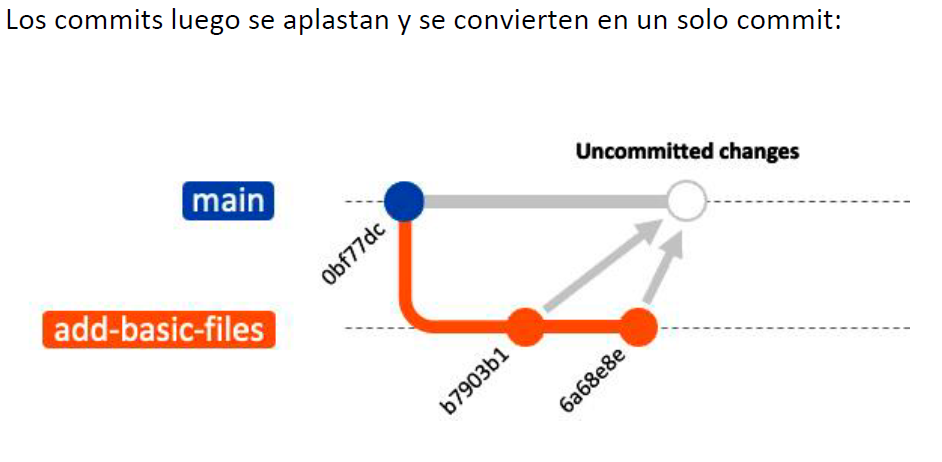 Los commits luego se aplastan y se convierten en un solo commit:
Uncommitted changes
main
0bf77dc
add-basic-files
b7903b1
6a68e8e